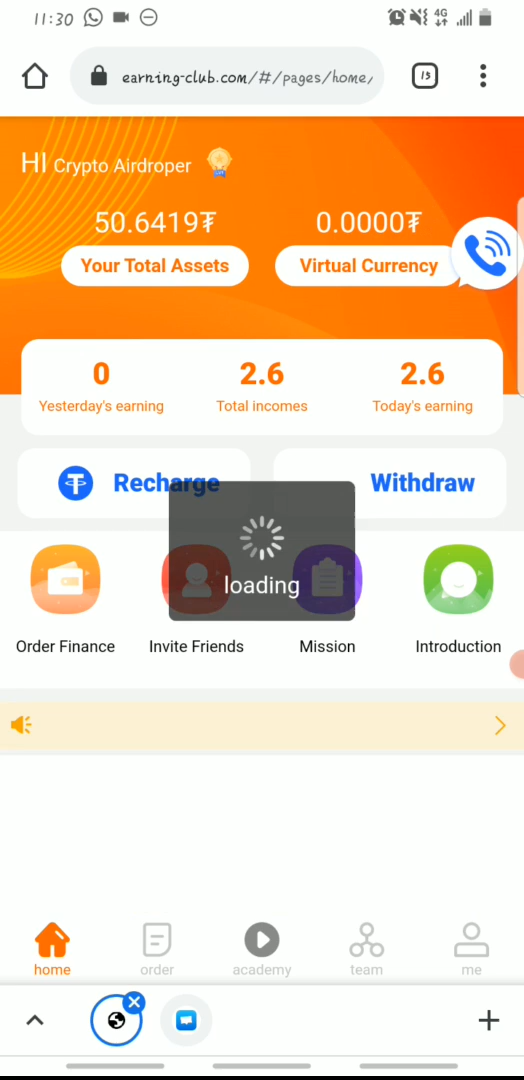 11:30
4G
earning-club.com/#/pages/home/
15
HI Crypto Airdroper
50.6419₮ 0.0000₮
Your Total Assets Virtual Currency
0 2.6 2.6
Yesterday's earning Total incomes Today's earning
Recharge Withdraw
loading
Order Finance Invite Friends Mission Introduction
home order academy team me